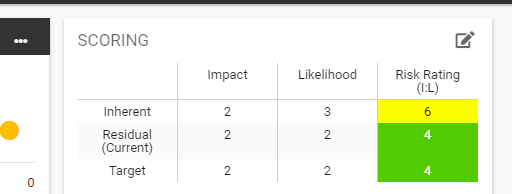 SCORING
Impact Likelihood Risk Rating
(I:L)
Inherent 2 3 6
Residual
(Current) 2 2 4
Target 2 2 4
0